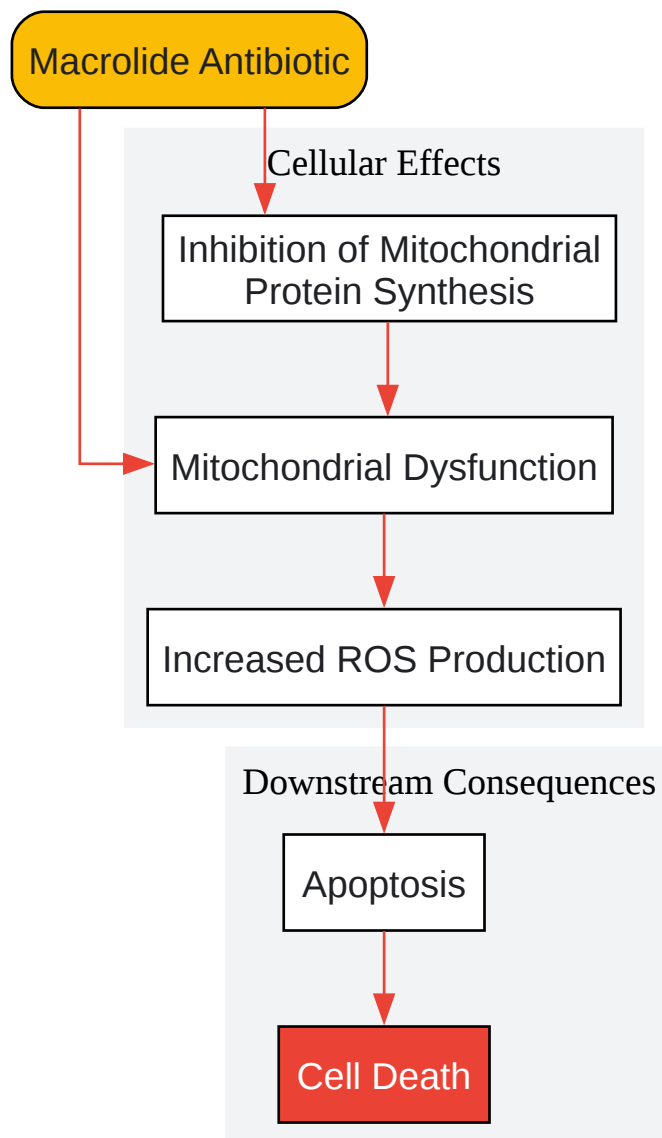 Macrolide Antibiotic
Cellular Effects
Inhibition of Mitochondrial
Protein Synthesis
Mitochondrial Dysfunction
Increased ROS Production
Downstream Consequences
Apoptosis
Cell Death